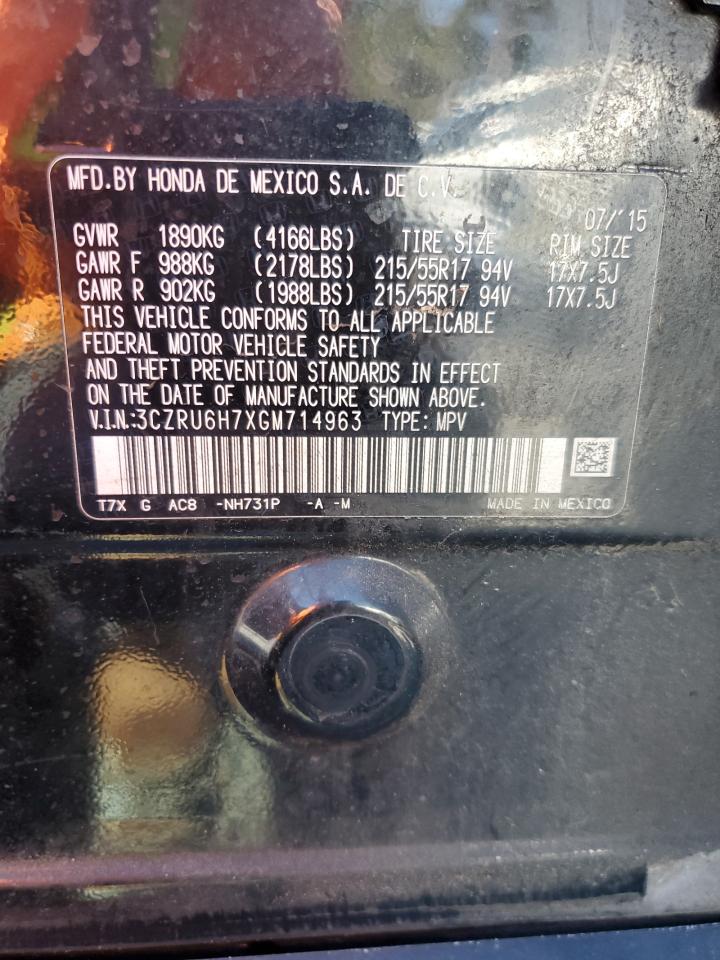 MFD.BY HONDA DE MEXICO S.A. DE C.V.
07/'15
GVWR 1890KG (4166LBS) TIRE SIZE RIM SIZE
GAWR F 988KG (2178LBS) 215/55R17 94V 17X7.5J
GAWR R 902KG (1988LBS) 215/55R17 94V 17X7.5J
THIS VEHICLE CONFORMS TO ALL APPLICABLE
FEDERAL MOTOR VEHICLE SAFETY
AND THEFT PREVENTION STANDARDS IN EFFECT
ON THE DATE OF MANUFACTURE SHOWN ABOVE.
V.I.N:3CZRU6H7XGM714963 TYPE: MPV
T7X G AC8 -NH731P -A -M MADE IN MEXICO